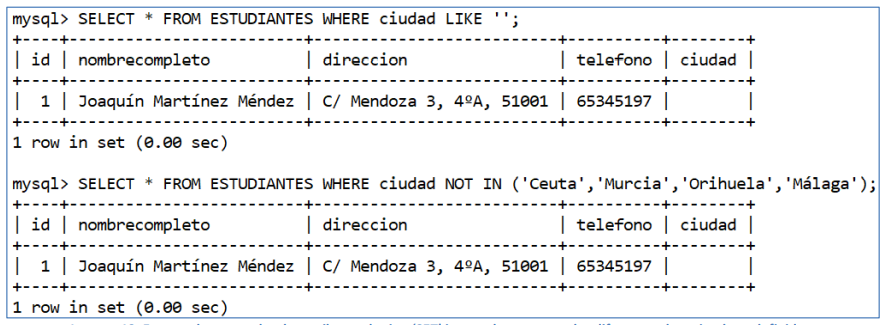 mysql> SELECT * FROM ESTUDIANTES WHERE ciudad LIKE '';
+----+-------------------------+--------------------------+----------+--------+
| id | nombrecompleto          | direccion                | telefono | ciudad |
+----+-------------------------+--------------------------+----------+--------+
|  1 | Joaquín Martínez Méndez | C/ Mendoza 3, 4ºA, 51001 | 65345197 |        |
+----+-------------------------+--------------------------+----------+--------+
1 row in set (0.00 sec)
mysql> SELECT * FROM ESTUDIANTES WHERE ciudad NOT IN ('Ceuta','Murcia','Orihuela','Málaga');
+----+-------------------------+--------------------------+----------+--------+
| id | nombrecompleto          | direccion                | telefono | ciudad |
+----+-------------------------+--------------------------+----------+--------+
|  1 | Joaquín Martínez Méndez | C/ Mendoza 3, 4ºA, 51001 | 65345197 |        |
+----+-------------------------+--------------------------+----------+--------+
1 row in set (0.00 sec)